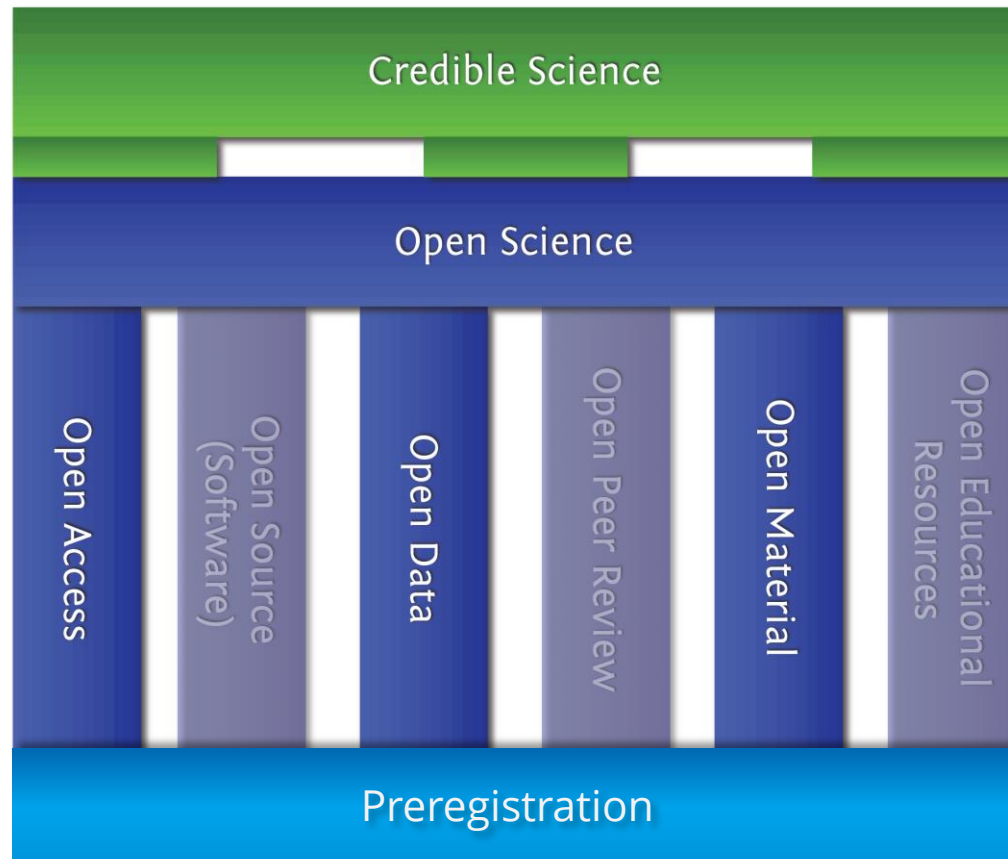 Credible Science
Open Science
Open Access
Open Source
(Software)
Open Data
Open Peer Review
Open Material
Open Educational
Resources
Preregistration